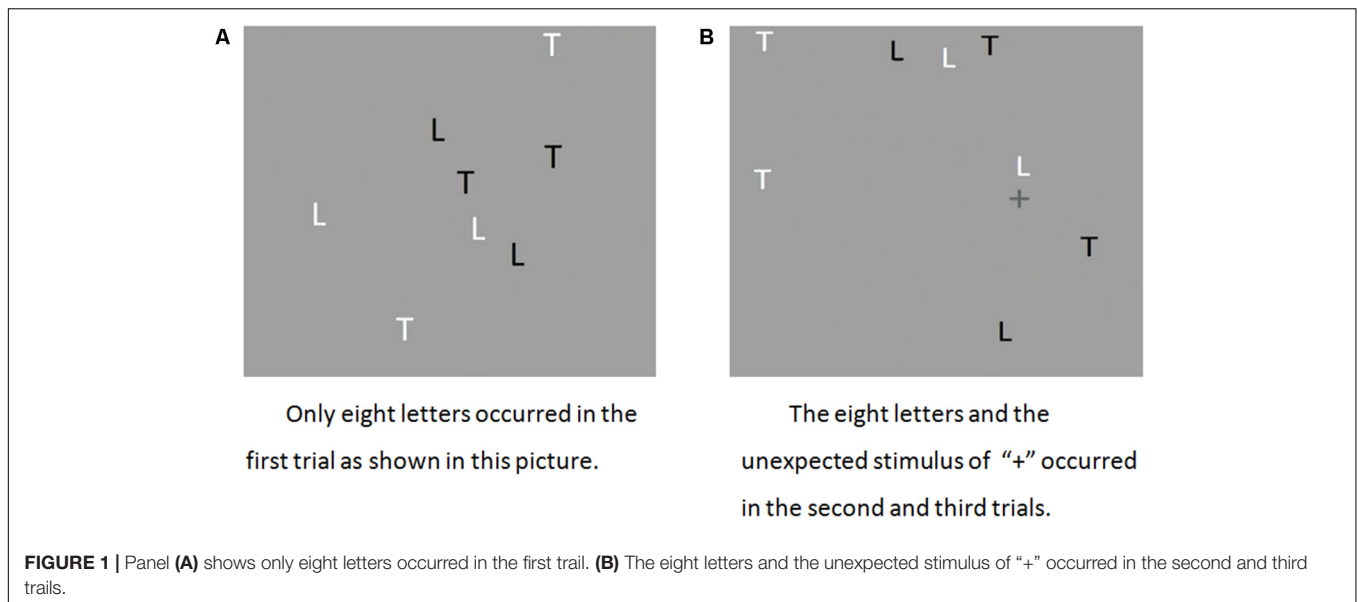 A
T
L
T
T
L
L
L
T
Only eight letters occurred in the
first trial as shown in this picture.
B
T
L
L
T
L
T
+
T
L
The eight letters and the
unexpected stimulus of "+" occurred
in the second and third trials.
FIGURE 1 | Panel (A) shows only eight letters occurred in the first trail. (B) The eight letters and the unexpected stimulus of "+" occurred in the second and third
trails.